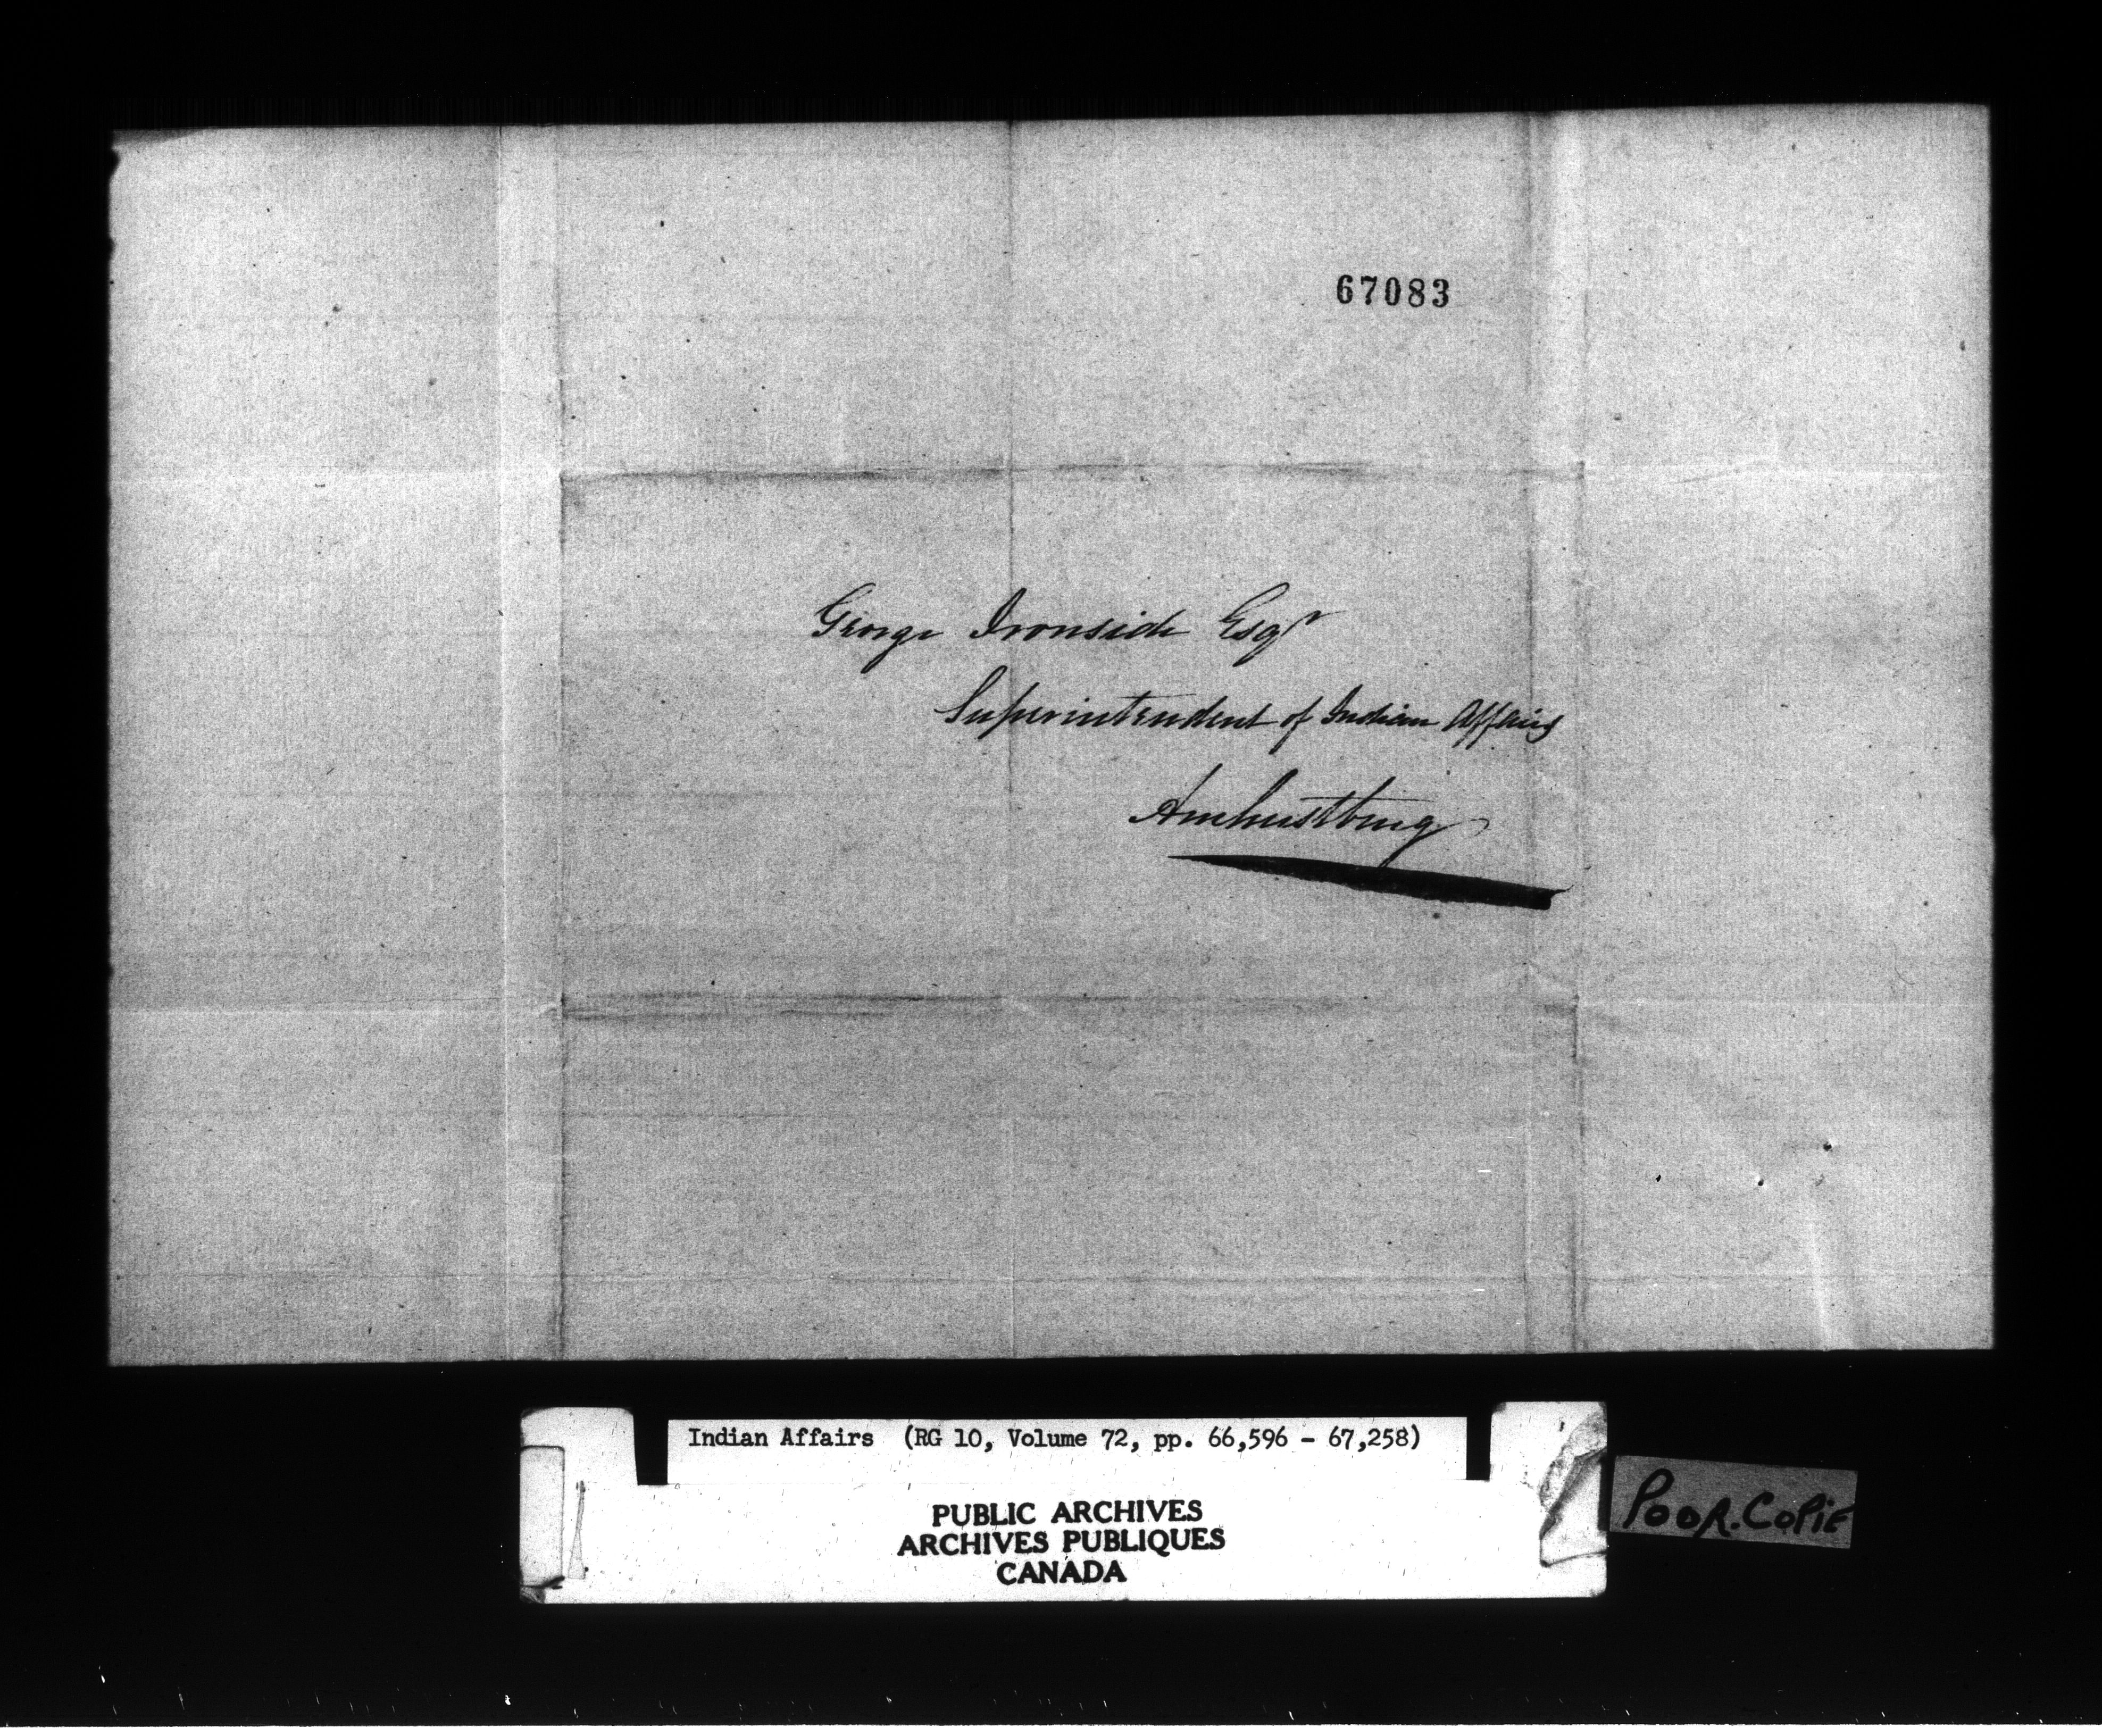 67083
George Ironside Esqr
Superintendent of Indian Affairs
Amherstburg
Indian Affairs (RG 10, Volume 72, pp. 66,596 - 67,258)
PUBLIC ARCHIVES
ARCHIVES PUBLIQUES
CANADA
POOR.COPIE